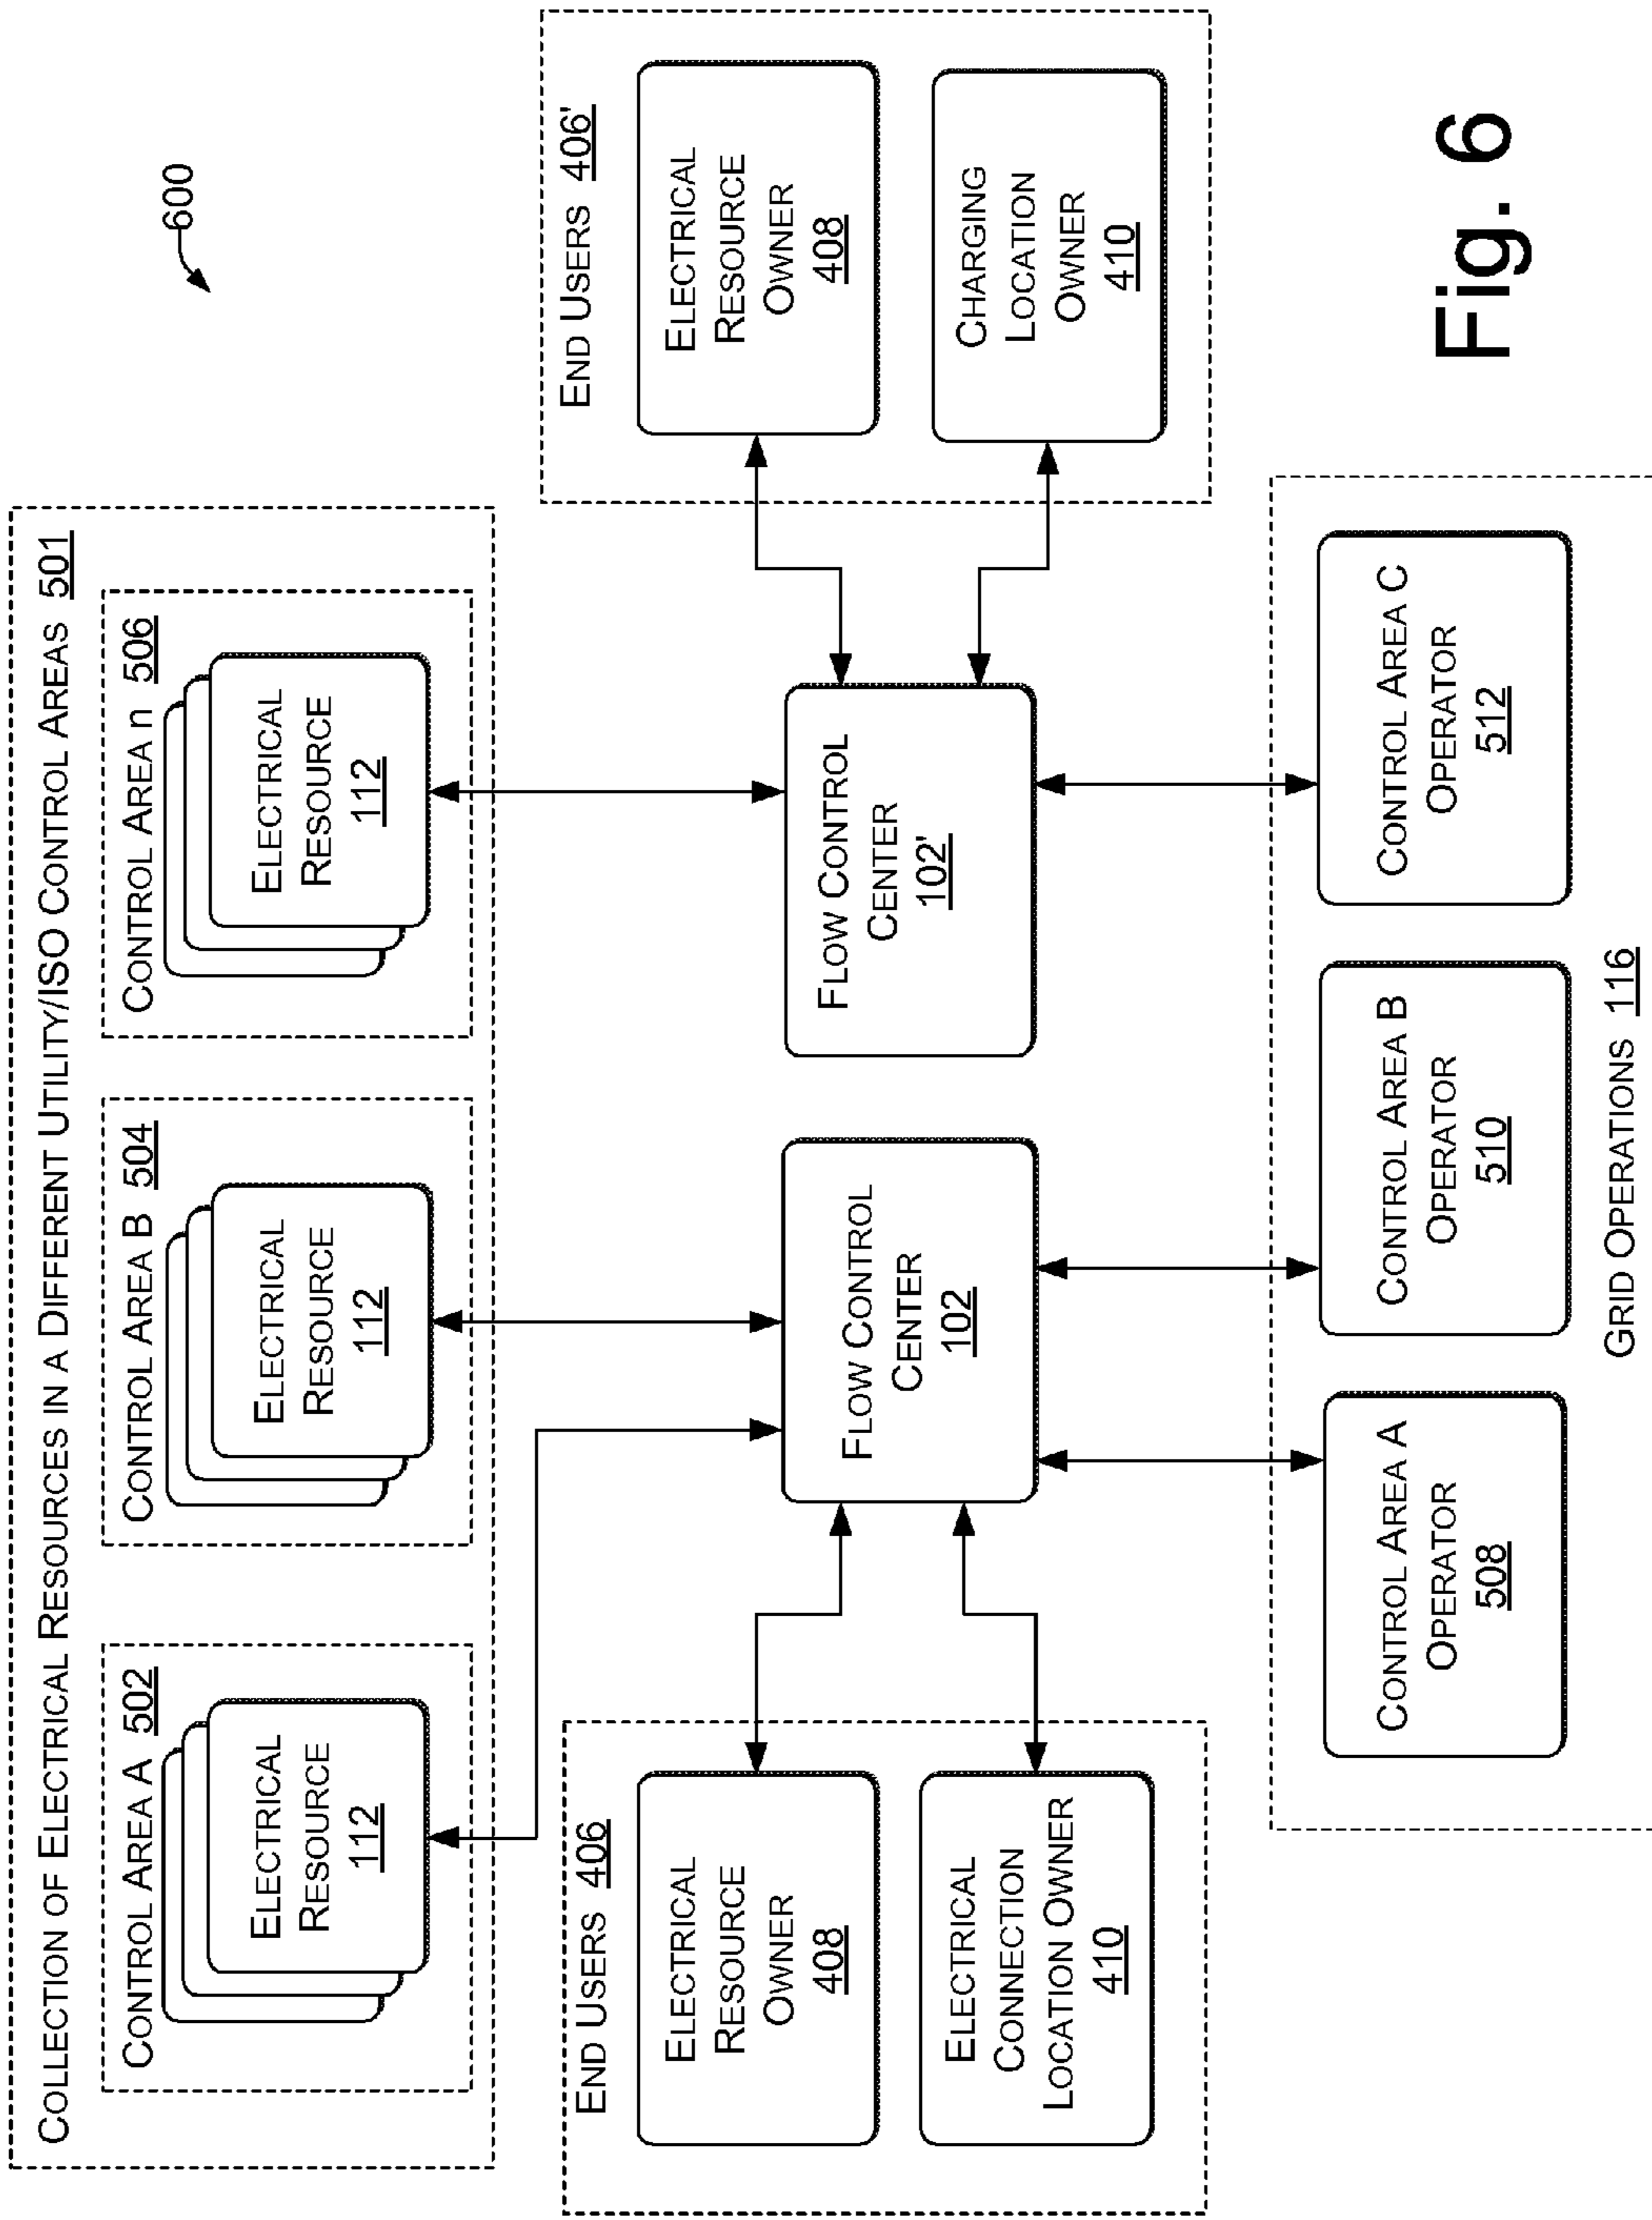 600
COLLECTION OF ELECTRICAL RESOURCES IN A DIFFERENT UTILITY/ISO CONTROL AREAS 501
CONTROL AREA A 502
ELECTRICAL
RESOURCE
112
CONTROL AREA B 504
ELECTRICAL
RESOURCE
112
CONTROL AREA n 506
ELECTRICAL
RESOURCE
112
END USERS 406
ELECTRICAL
RESOURCE
OWNER
408
ELECTRICAL
CONNECTION
LOCATION OWNER
410
FLOW CONTROL
CENTER
102
FLOW CONTROL
CENTER
102'
END USERS 406'
ELECTRICAL
RESOURCE
OWNER
408
CHARGING
LOCATION
OWNER
410
CONTROL AREA A
OPERATOR
508
CONTROL AREA B
OPERATOR
510
CONTROL AREA C
OPERATOR
512
GRID OPERATIONS 116
Fig. 6